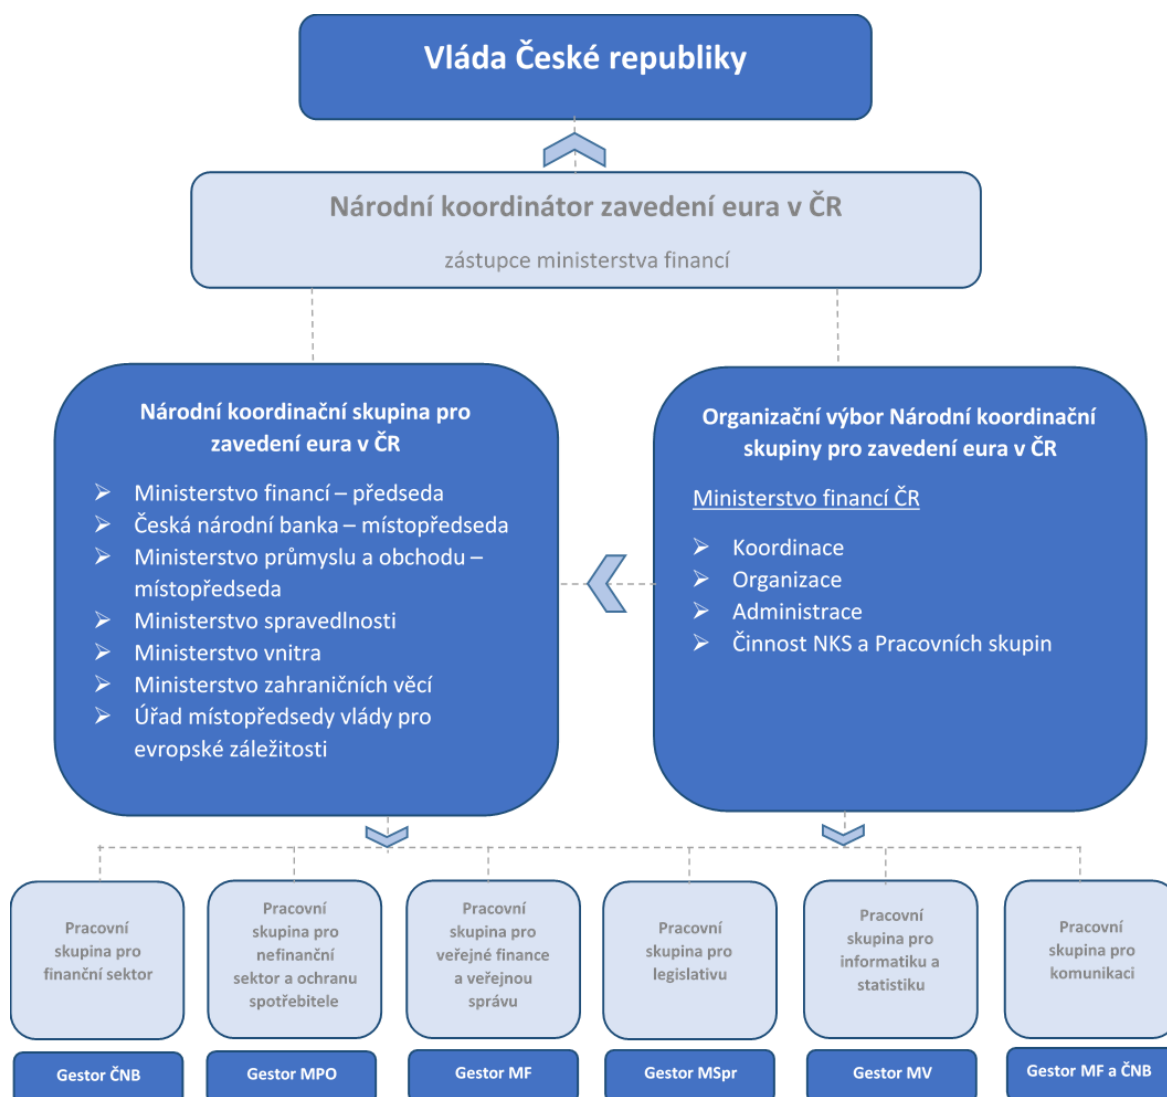 Vláda České republiky
Národní koordinátor zavedení eura v ČR
zástupce ministerstva financí
Národní koordinační skupina pro
zavedení eura v ČR
Ministerstvo financí – předseda
Česká národní banka – místopředseda
Ministerstvo průmyslu a obchodu –
místopředseda
Ministerstvo spravedlnosti
Ministerstvo vnitra
Ministerstvo zahraničních věcí
Úřad místopředsedy vlády pro
evropské záležitosti
Organizační výbor Národní koordinační
skupiny pro zavedení eura v ČR
Ministerstvo financí ČR
Koordinace
Organizace
Administrace
Činnost NKS a Pracovních skupin
Pracovní
skupina pro
finanční sektor
Gestor ČNB
Pracovní
skupina pro
nefinanční
sektor a ochranu
spotřebitele
Gestor MPO
Pracovní
skupina pro
veřejné finance
a veřejnou
správu
Gestor MF
Pracovní
skupina pro
legislativu
Gestor MSpr
Pracovní
skupina pro
informatiku a
statistiku
Gestor MV
Pracovní
skupina pro
komunikaci
Gestor MF a ČNB